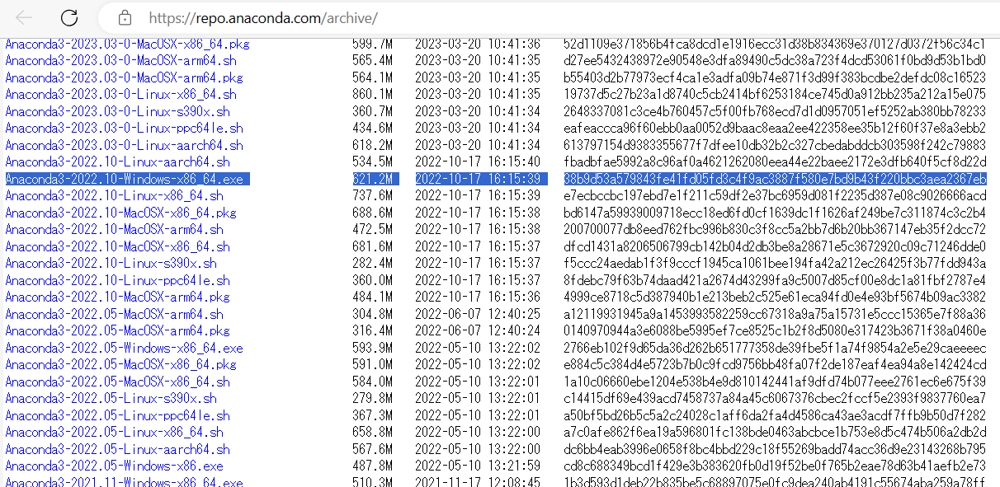 https://repo.anaconda.com/archive/
Anaconda3-2023.03-0-MacOSX-x86_64.pkg 599.7M 2023-03-20 10:41:36 52d1109e371856b4fca8dcd1e1916ecc31d38b834369e370127d0372f56c34c1
Anaconda3-2023.03-0-MacOSX-arm64.sh 565.4M 2023-03-20 10:41:35 d27ee5432438972e90548e3dfa89490c5dc38a723f4dcd53061f0bd9d53b1bd0
Anaconda3-2023.03-0-MacOSX-arm64.pkg 564.1M 2023-03-20 10:41:35 b55403d2b77973ecf4ca1e3adfa09b74e871f3d99f383bcdbe2defdc08c16523
Anaconda3-2023.03-0-Linux-x86_64.sh 860.1M 2023-03-20 10:41:35 19737d5c27b23a1d8740c5cb2414bf6253184ce745d0a912bb235a212a15e075
Anaconda3-2023.03-0-Linux-s390x.sh 360.7M 2023-03-20 10:41:34 2648337081c3ce4b760457c5f00fb768ecd7d1d0957051ef5252ab380bb78233
Anaconda3-2023.03-0-Linux-ppc64le.sh 434.6M 2023-03-20 10:41:34 eafeaccca96f60ebb0aa0052d9baac8eaa2ee422358ee35b12f60f37e8a3ebb2
Anaconda3-2023.03-0-Linux-aarch64.sh 618.2M 2023-03-20 10:41:34 613797154d9383355677f7dfee10db32b2c327cbedabddcb303598f242c79883
Anaconda3-2022.10-Linux-aarch64.sh 534.5M 2022-10-17 16:15:40 fbadbfae5992a8c96af0a4621262080eea44e22baee2172e3dfb640f5cf8d22d
Anaconda3-2022.10-Windows-x86_64.exe 621.2M 2022-10-17 16:15:39 38b9d53a579843fe41fd05fd3c4f9ac3887f580e7bd9b43f220bbc3aea2367eb
Anaconda3-2022.10-Linux-x86_64.sh 737.6M 2022-10-17 16:15:39 e7ecbccbc197ebd7e1f211c59df2e37bc6959d081f2235d387e08c9026666acd
Anaconda3-2022.10-MacOSX-x86_64.pkg 688.6M 2022-10-17 16:15:38 bd6147a59939009718ecc18ed6fd0cf1639dc1f1626af249be7c311874c3c2b4
Anaconda3-2022.10-MacOSX-arm64.sh 472.5M 2022-10-17 16:15:38 200700077db8eed762fbc996b830c3f8cc5a2bb7d6b20bb367147eb35f2dcc72
Anaconda3-2022.10-MacOSX-x86_64.sh 681.6M 2022-10-17 16:15:37 dfcd1431a8206506799cb142b04d2db3be8a28671e5c3672920c09c71246dde0
Anaconda3-2022.10-Linux-s390x.sh 282.4M 2022-10-17 16:15:37 f5ccc24aedab1f3f9cccf1945ca1061bee194fa42a212ec26425f3b77fdd943a
Anaconda3-2022.10-Linux-ppc64le.sh 360.0M 2022-10-17 16:15:37 8fdebc79f63b74daad421a2674d43299fa9c5007d85cf00e8dc1a81fbf2787e4
Anaconda3-2022.10-MacOSX-arm64.pkg 484.1M 2022-10-17 16:15:36 4999ce8718c5d387940b1e213beb2c525e61eca94fd0e4e93bf5674b09ac3382
Anaconda3-2022.05-MacOSX-arm64.sh 304.8M 2022-06-07 12:40:25 a12119931945a9a1453993582259cc67318a9a75a15731e5ccc15365e7f88a36
Anaconda3-2022.05-MacOSX-arm64.pkg 316.4M 2022-06-07 12:40:24 0140970944a3e6088be5995ef7ce8525c1b2f8d5080e317423b3671f38a0460e
Anaconda3-2022.05-Windows-x86_64.exe 593.9M 2022-05-10 13:22:02 2766eb102f9d65da36d262b651777358de39fbe5f1a74f9854a2e5e29caeeeec
Anaconda3-2022.05-MacOSX-x86_64.pkg 591.0M 2022-05-10 13:22:02 e884c5c384d4e5723b7b0c9fcd9756bb48fa07f2de187eaf4ea94a8e142424cd
Anaconda3-2022.05-MacOSX-x86_64.sh 584.0M 2022-05-10 13:22:01 1a10c06660ebe1204e538b4e9d810142441af9dfd74b077eee2761ec6e675f39
Anaconda3-2022.05-Linux-s390x.sh 279.8M 2022-05-10 13:22:01 c14415df69e439acd7458737a84a45c6067376cbec2fccf5e2393f9837760ea7
Anaconda3-2022.05-Linux-ppc64le.sh 367.3M 2022-05-10 13:22:01 a50bf5bd26b5c5a2c24028c1aff6da2fa4d4586ca43ae3acdf7ffb9b50d7f282
Anaconda3-2022.05-Linux-x86_64.sh 658.8M 2022-05-10 13:22:00 a7c0afe862f6ea19a596801fc138bde0463abcbce1b753e8d5c474b506a2db2d
Anaconda3-2022.05-Linux-aarch64.sh 567.6M 2022-05-10 13:22:00 dc6bb4eab3996e0658f8bc4bbd229c18f55269badd74acc36d9e23143268b795
Anaconda3-2022.05-Windows-x86.exe 487.8M 2022-05-10 13:21:59 cd8c688349bcd1f429e3b383620fb0d19f52be0f765b2eae78d63b41aefb2e73
Anaconda3-2021.11-Windows-x86_64.exe 510.3M 2021-11-17 12:08:45 1b3d593d1deb22b835be5c68897075e0fc9dea240ab4191c55674aba259a78ff